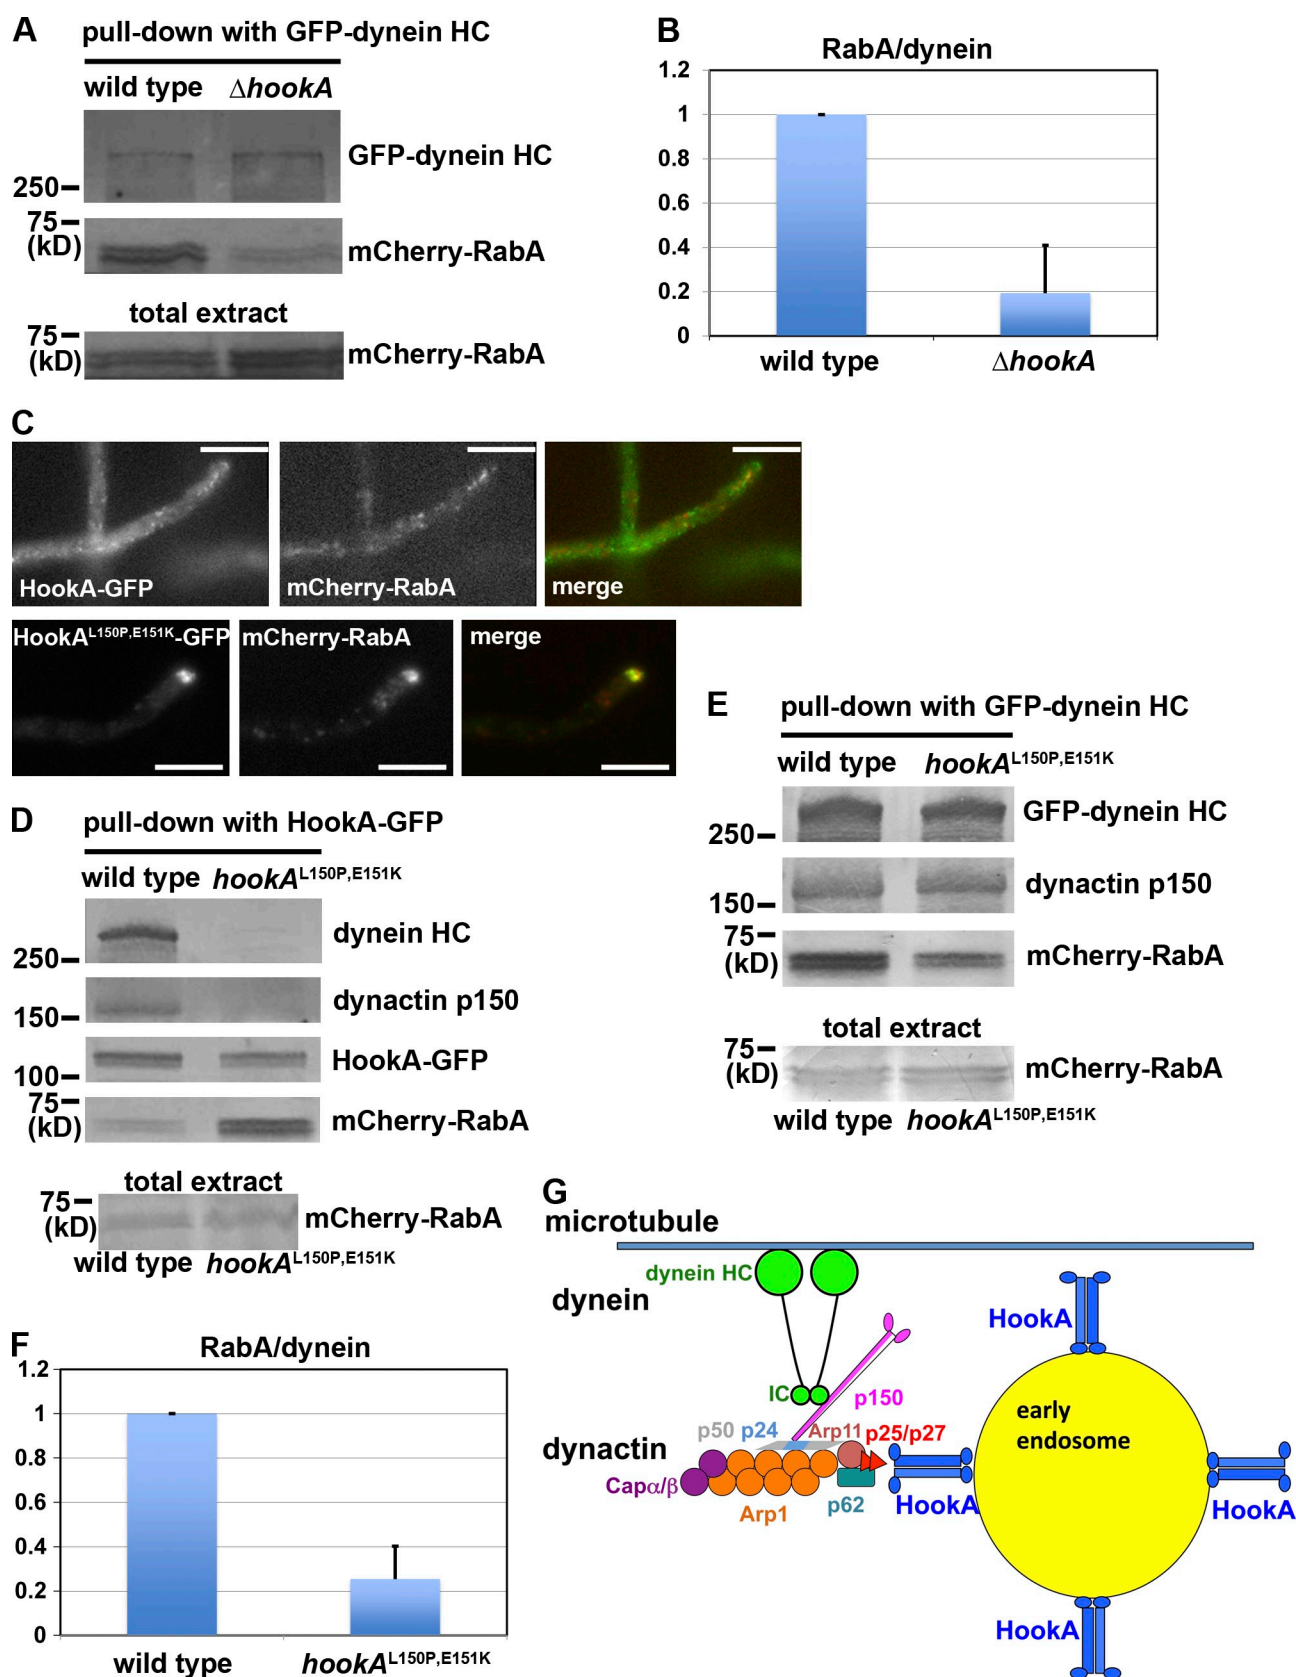 A
pull-down with GFP-dynein HC
wild type ΔhookA
GFP-dynein HC
250
75
(kD)
mCherry-RabA
total extract
75
(kD)
mCherry-RabA
B
RabA/dynein
1.2
1
0.8
0.6
0.4
0.2
0
wild type ΔhookA
C
HookA-GFP
mCherry-RabA
merge
HookAL150P,E151K-GFP
mCherry-RabA
merge
D
pull-down with HookA-GFP
wild type hookAL150P,E151K
dynein HC
250
dynactin p150
150
HookA-GFP
100
75
(kD)
mCherry-RabA
total extract
75
(kD)
mCherry-RabA
wild type hookAL150P,E151K
E
pull-down with GFP-dynein HC
wild type hookAL150P,E151K
GFP-dynein HC
250
dynactin p150
150
75
(kD)
mCherry-RabA
total extract
75
(kD)
mCherry-RabA
wild type hookAL150P,E151K
F
RabA/dynein
1.2
1
0.8
0.6
0.4
0.2
0
wild type hookAL150P,E151K
G
microtubule
dynein HC
dynein
HookA
IC
p150
p50 p24 Arp11 p25/p27
early
endosome
dynactin
Capα/β
Arp1
p62
HookA
HookA
HookA